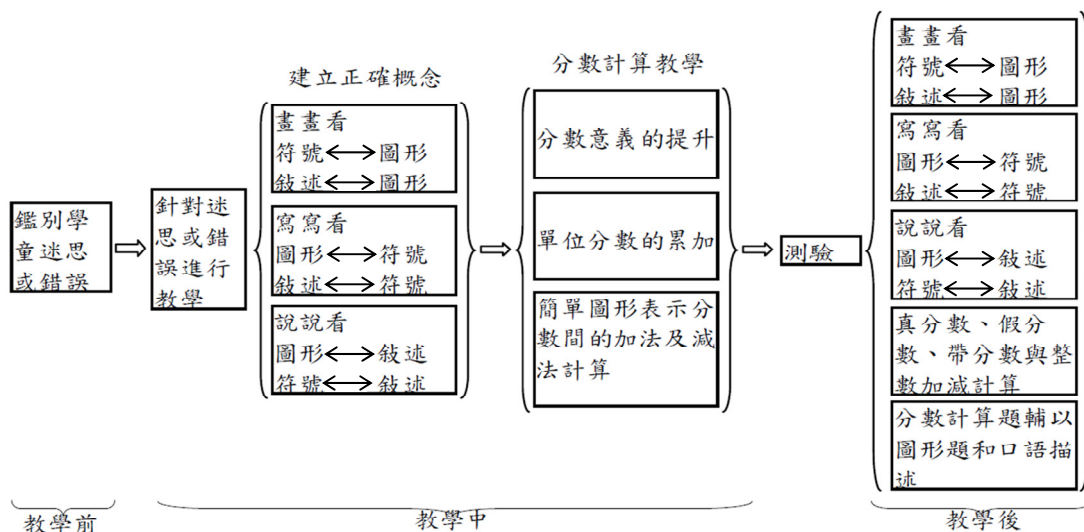 鑑別學
童迷思
或錯誤
針對迷
思或錯
誤進行
教學
建立正確概念
畫畫看
符號⟷圖形
敍述⟷圖形
寫寫看
圖形⟷符號
敍述⟷符號
說說看
圖形⟷敍述
符號⟷敍述
分數計算教學
分數意義的提升
單位分數的累加
簡單圖形表示分
數間的加法及減
法計算
測驗
畫畫看
符號⟷圖形
敍述⟷圖形
寫寫看
圖形⟷符號
敍述⟷符號
說說看
圖形⟷敍述
符號⟷敍述
真分數、假分
數、帶分數與整
數加減計算
分數計算題輔以
圖形題和口語描
述
教學前
教學中
教學後